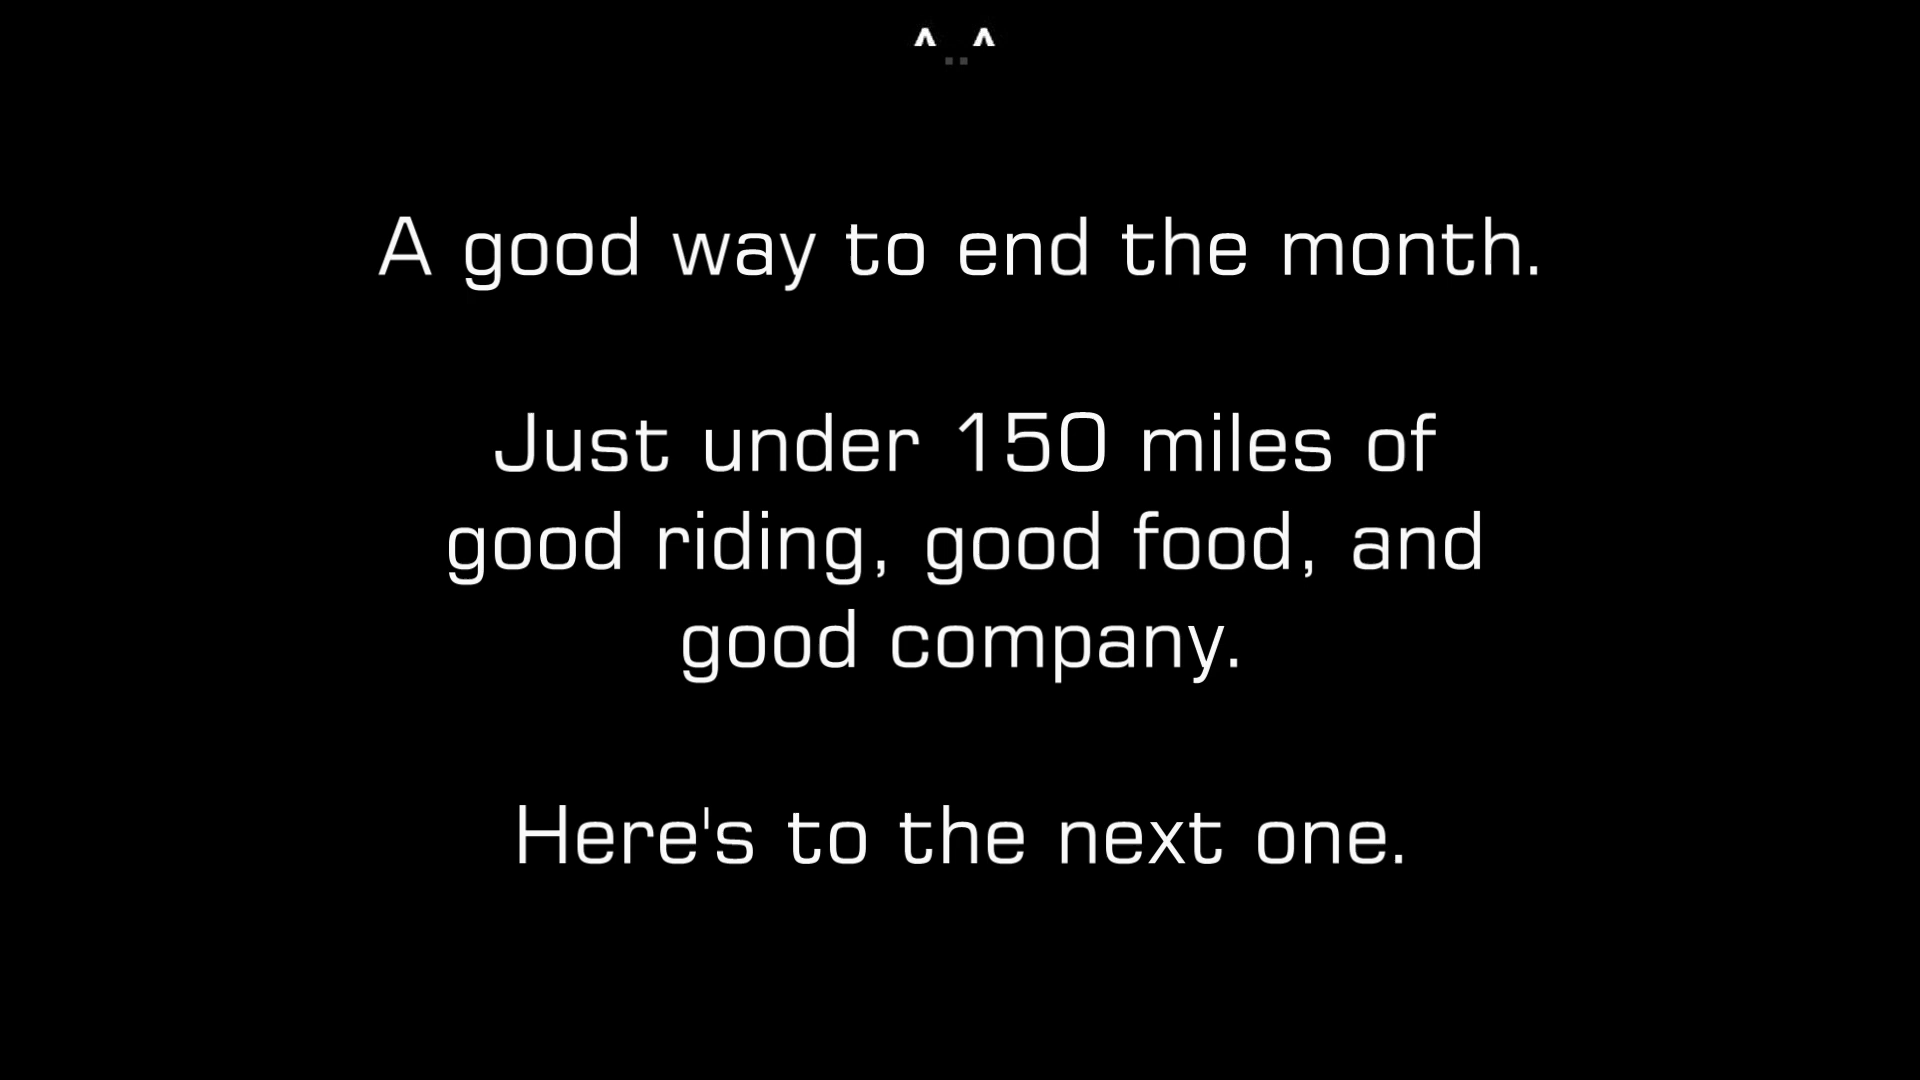 ^..^
A good way to end the month.
Just under 150 miles of
good riding, good food, and
good company.
Here's to the next one.